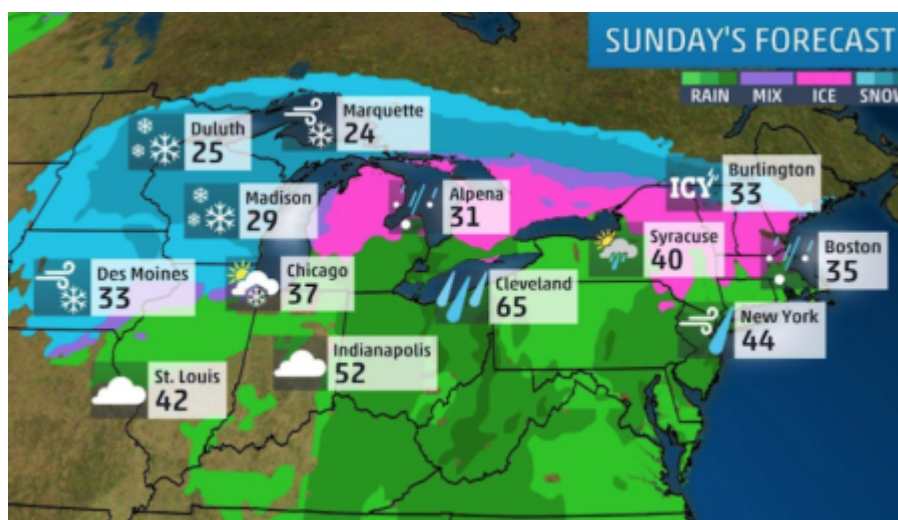 SUNDAY'S FORECAST
RAIN MIX ICE SNOW
Marquette
24
Duluth
25
Burlington
ICY
33
Madison
29
Alpena
31
Syracuse
40
Boston
35
Des Moines
33
Chicago
37
Cleveland
65
New York
44
Indianapolis
52
St. Louis
42